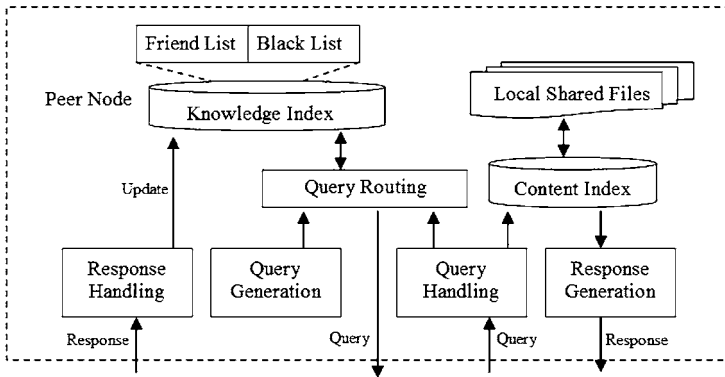 Friend List
Black List
Peer Node
Knowledge Index
Local Shared Files
Update
Query Routing
Content Index
Response
Handling
Query
Generation
Query
Handling
Response
Generation
Response
Query
Query
Response